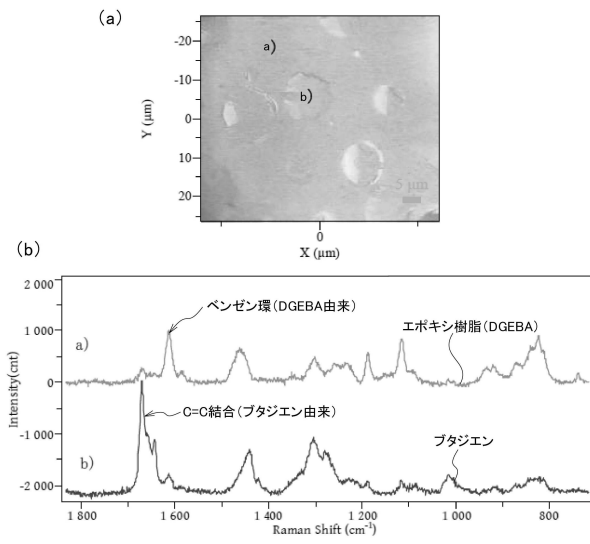 (a)
-20
-10
0
10
20
Y (μm)
a)
b)
5 μm
0
X (μm)
(b)
2 000
1 000
0
-1 000
-2 000
Intensity(cnt)
ベンゼン環(DGEBA由来)
エポキシ樹脂(DGEBA)
a)
C=C結合(ブタジエン由来)
ブタジエン
b)
1 800
1 600
1 400
1 200
1 000
800
Raman Shift (cm⁻¹)